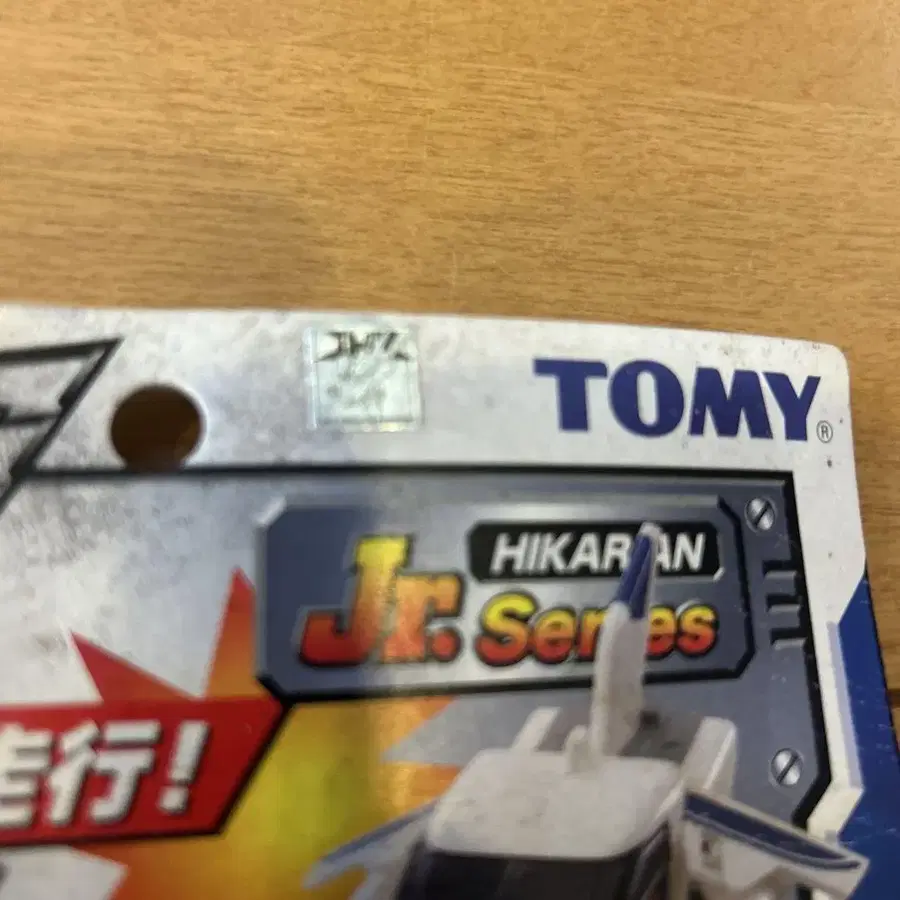 TOMY®
HIKARIAN
Jr. Series
走行!